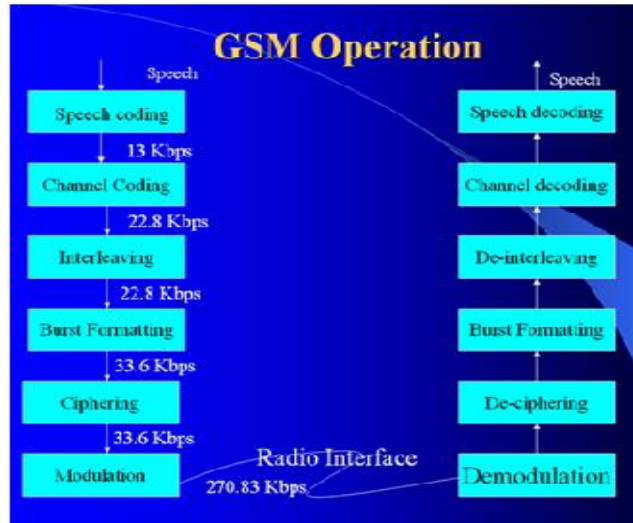 GSM Operation
Speech
Speech coding
13 Kbps
Channel Coding
22.8 Kbps
Interleaving
22.8 Kbps
Burst Formatting
33.6 Kbps
Ciphering
33.6 Kbps
Modulation
Radio Interface
270.83 Kbps
Speech
Speech decoding
Channel decoding
De-interleaving
Burst Formatting
De-ciphering
Demodulation